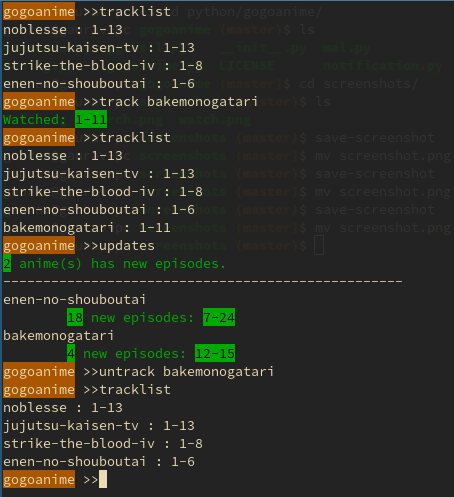 gogoanime >>tracklist
noblesse : 1-13
jujutsu-kaisen-tv : 1-13
strike-the-blood-iv : 1-8
enen-no-shouboutai : 1-6
gogoanime >>track bakemonogatari
Watched: 1-11
gogoanime >>tracklist
noblesse : 1-13
jujutsu-kaisen-tv : 1-13
strike-the-blood-iv : 1-8
enen-no-shouboutai : 1-6
bakemonogatari : 1-11
gogoanime >>updates
2 anime(s) has new episodes.
--------------------------------------------------
enen-no-shouboutai
18 new episodes: 7-24
bakemonogatari
4 new episodes: 12-15
gogoanime >>untrack bakemonogatari
gogoanime >>tracklist
noblesse : 1-13
jujutsu-kaisen-tv : 1-13
strike-the-blood-iv : 1-8
enen-no-shouboutai : 1-6
gogoanime >>